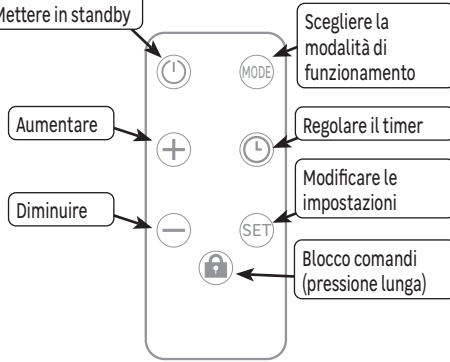 Mettere in standby
Scegliere la
modalità di
funzionamento
MODE
Aumentare
Regolare il timer
Modificare le
impostazioni
Diminuire
SET
Blocco comandi
(pressione lunga)